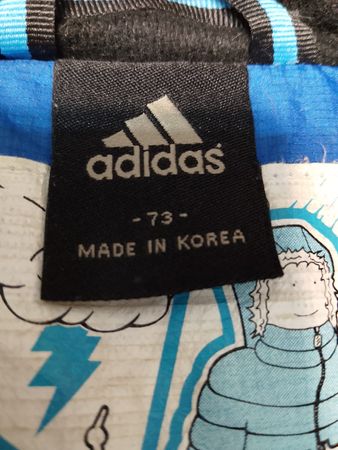 adidas
- 73 -
MADE IN KOREA